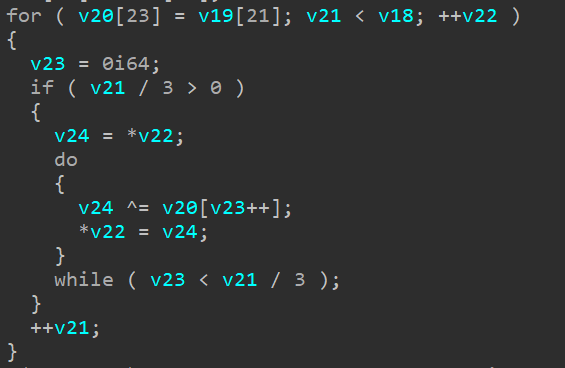 for ( v20[23] = v19[21]; v21 < v18; ++v22 )
{
  v23 = 0i64;
  if ( v21 / 3 > 0 )
  {
    v24 = *v22;
    do
    {
      v24 ^= v20[v23++];
      *v22 = v24;
    }
    while ( v23 < v21 / 3 );
  }
  ++v21;
}